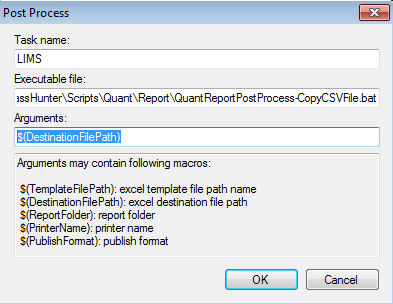 Post Process
Task name:
LIMS
Executable file:
assHunter\Scripts\Quant\Report\QuantReportPostProcess-CopyCSVFile.bat
Arguments:
$(DestinationFilePath)
Arguments may contain following macros:
$(TemplateFilePath): excel template file path name
$(DestinationFilePath): excel destination file path
$(ReportFolder): report folder
$(PrinterName): printer name
$(PublishFormat): publish format
OK
Cancel